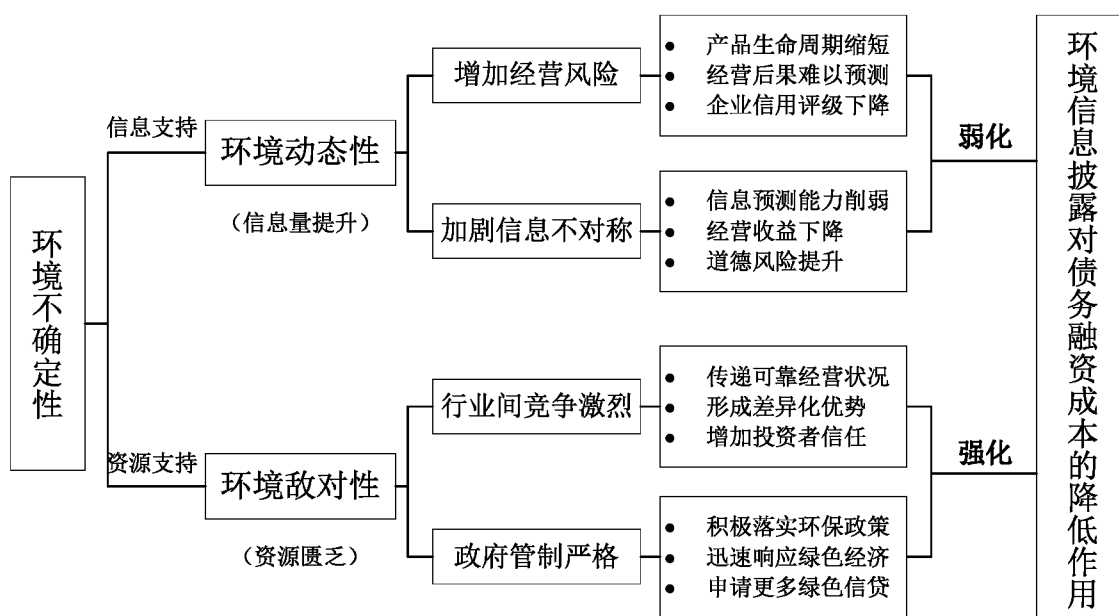 环境不确定性
信息支持
环境动态性
（信息量提升）
增加经营风险
● 产品生命周期缩短
● 经营后果难以预测
● 企业信用评级下降
加剧信息不对称
● 信息预测能力削弱
● 经营收益下降
● 道德风险提升
弱化
资源支持
环境敌对性
（资源匮乏）
行业间竞争激烈
● 传递可靠经营状况
● 形成差异化优势
● 增加投资者信任
政府管制严格
● 积极落实环保政策
● 迅速响应绿色经济
● 申请更多绿色信贷
强化
环境信息披露对债务融资成本的降低作用